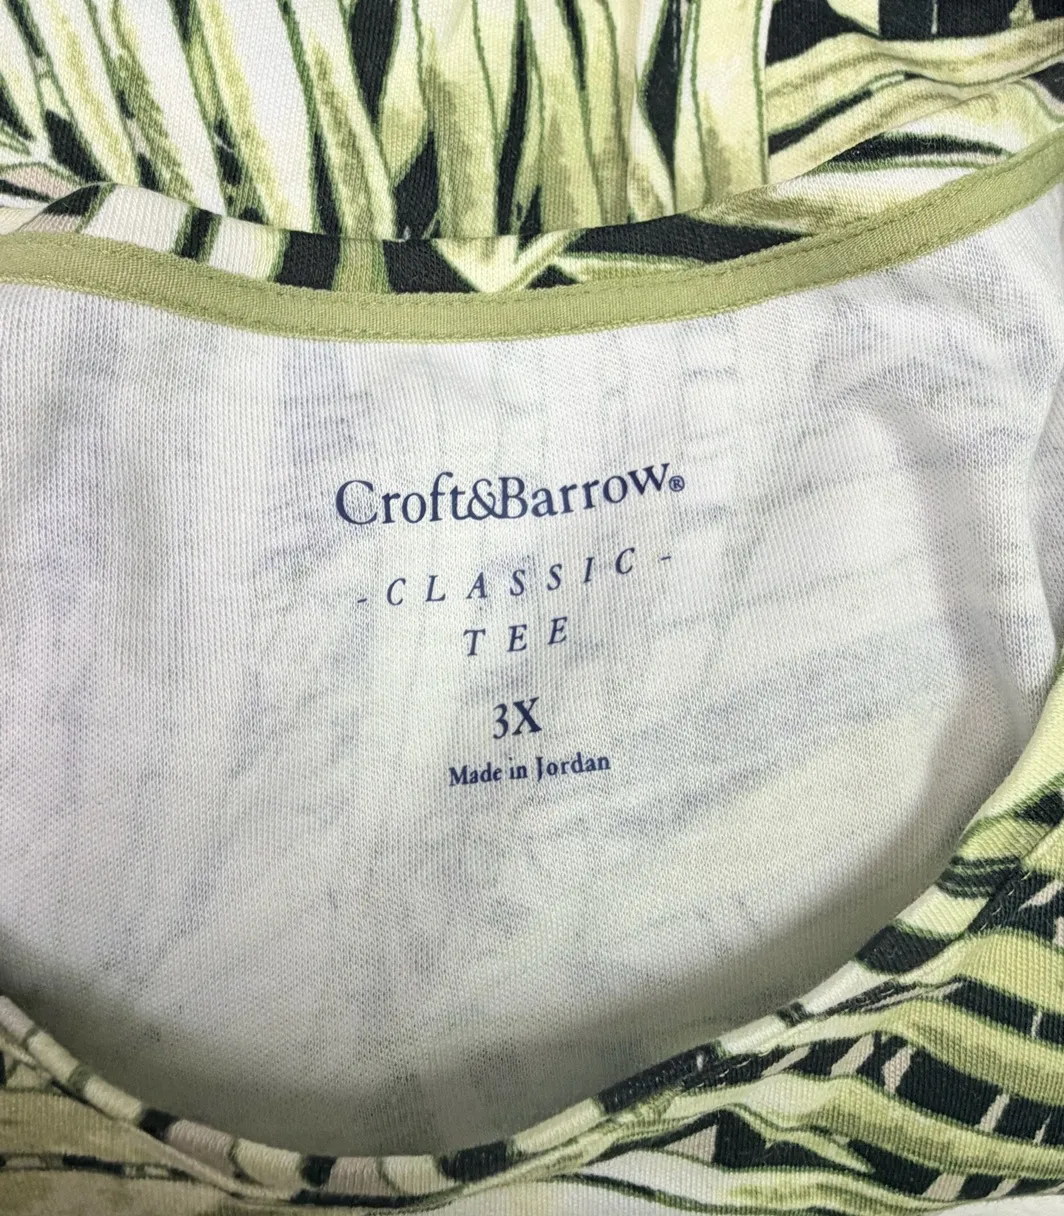 Croft&Barrow®
- CLASSIC -
TEE
3X
Made in Jordan